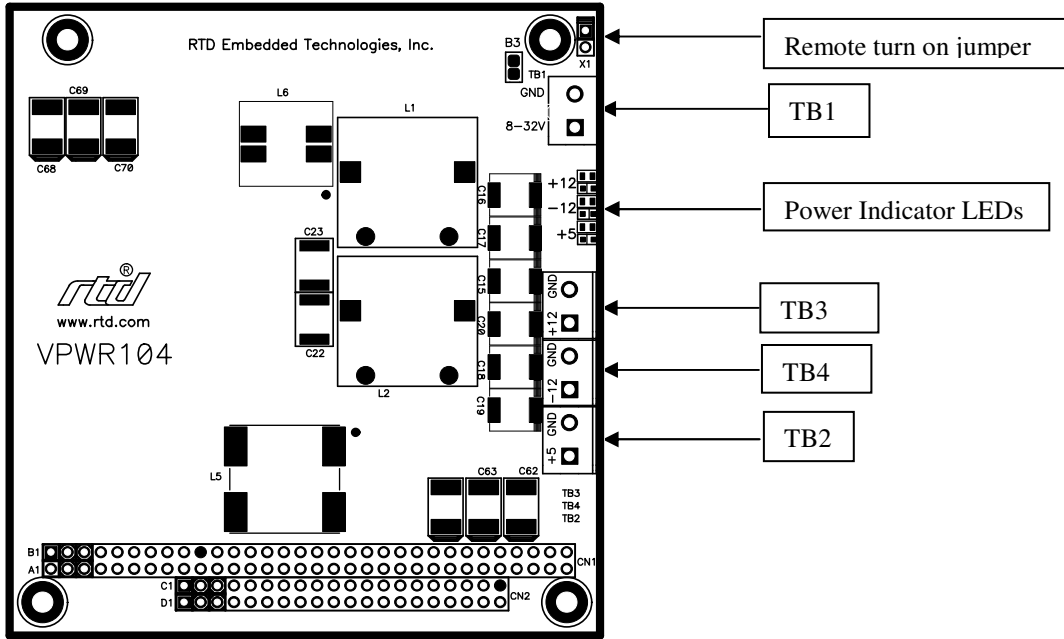 RTD Embedded Technologies, Inc.
B3
X1
TB1
GND
8-32V
Remote turn on jumper
TB1
C69
C68
C70
L6
L1
C16
C17
C15
C20
C18
C19
+12
-12
+5
Power Indicator LEDs
C23
C22
L2
rtd®
www.rtd.com
VPWR104
GND
+12
GND
-12
GND
+5
TB3
TB4
TB2
L5
C63
C62
TB3
TB4
TB2
B1
A1
CN1
C1
D1
CN2